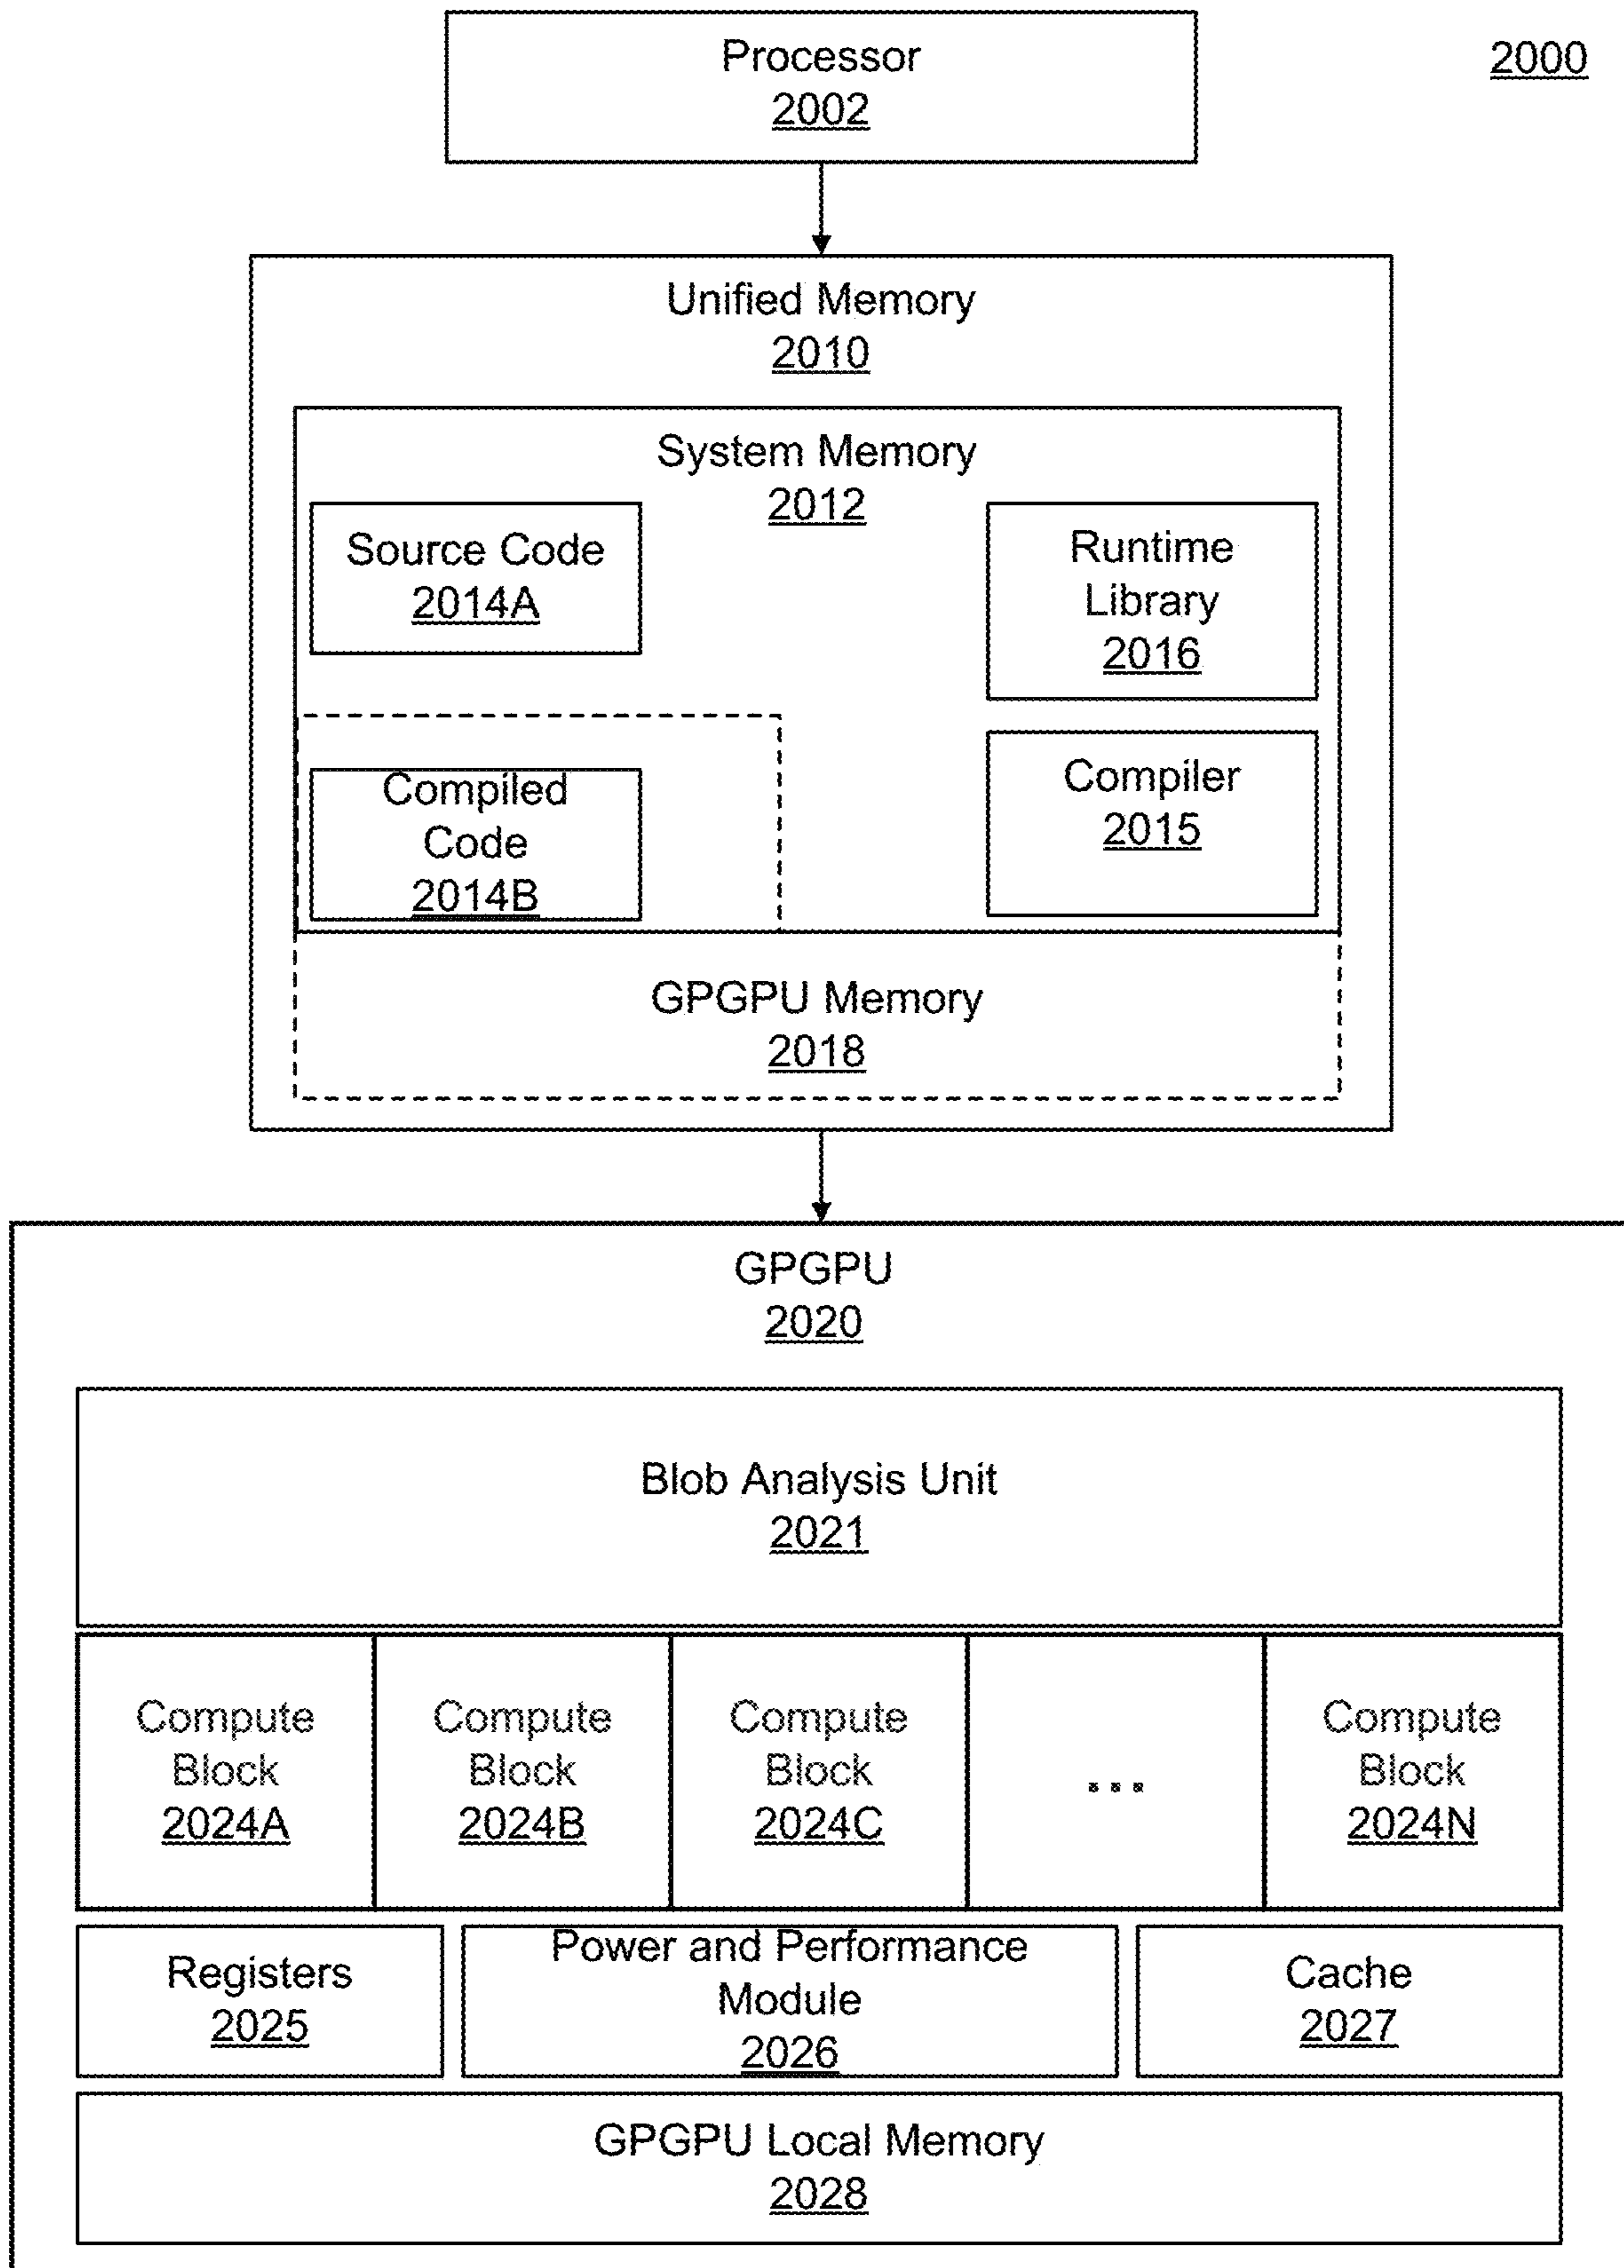 Processor
2002
2000
Unified Memory
2010
System Memory
2012
Source Code
2014A
Runtime
Library
2016
Compiled
Code
2014B
Compiler
2015
GPGPU Memory
2018
GPGPU
2020
Blob Analysis Unit
2021
Compute
Block
2024A
Compute
Block
2024B
Compute
Block
2024C
...
Compute
Block
2024N
Registers
2025
Power and Performance
Module
2026
Cache
2027
GPGPU Local Memory
2028